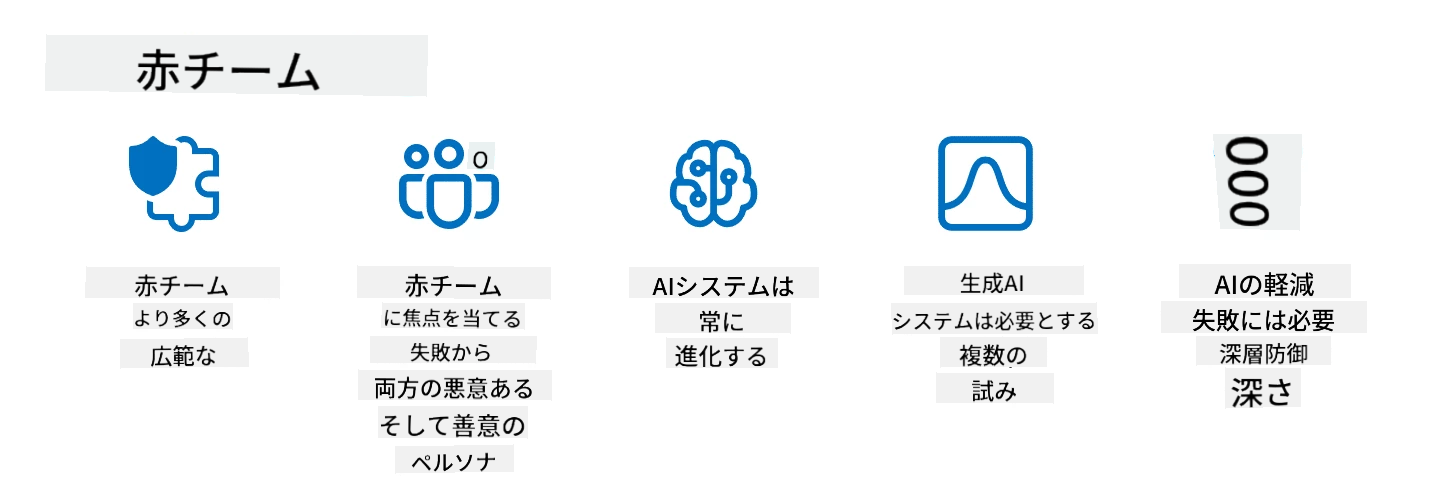 赤チーム
o
000
赤チーム
より多くの
広範な
赤チーム
に焦点を当てる
失敗から
両方の悪意ある
そして善意の
ペルソナ
AIシステムは
常に
進化する
生成AI
システムは必要とする
複数の
試み
AIの軽減
失敗には必要
深層防御
深さ